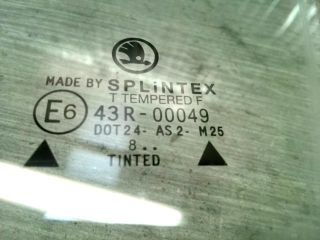 MADE BY SPLINTEX
T TEMPERED F
E6 43R-00049
DOT24- AS2- M25
8..
TINTED